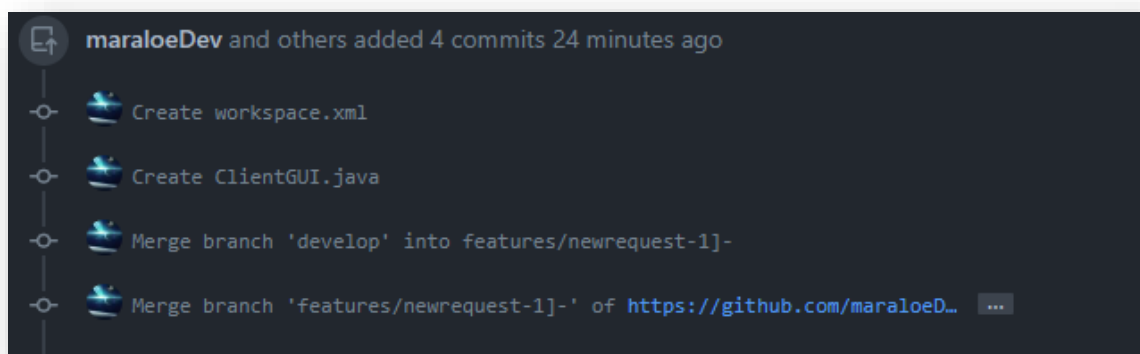 maraloeDev and others added 4 commits 24 minutes ago
Create workspace.xml
Create ClientGUI.java
Merge branch 'develop' into features/newrequest-1]-
Merge branch 'features/newrequest-1]-' of https://github.com/maraloeD… ...